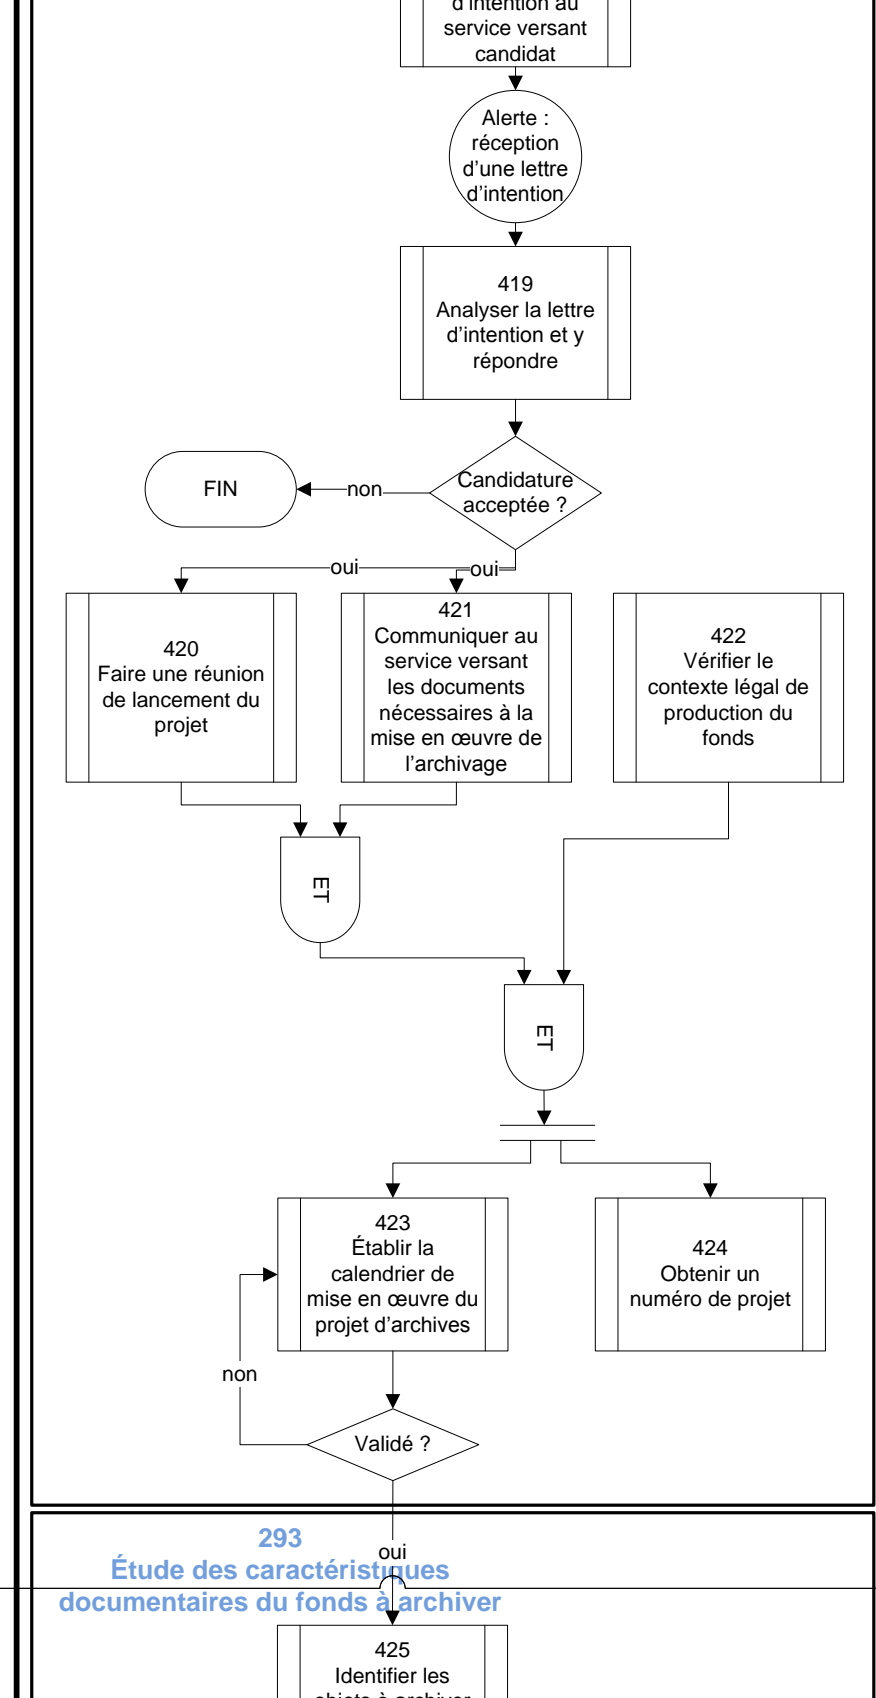 d'intention au
service versant
candidat
Alerte :
réception
d'une lettre
d'intention
419
Analyser la lettre
d'intention et y
répondre
Candidature
acceptée ?
non
FIN
oui
oui
420
Faire une réunion
de lancement du
projet
421
Communiquer au
service versant
les documents
nécessaires à la
mise en œuvre de
l'archivage
422
Vérifier le
contexte légal de
production du
fonds
ET
ET
423
Établir la
calendrier de
mise en œuvre du
projet d'archives
424
Obtenir un
numéro de projet
non
Validé ?
293
Étude des caractéristiques
documentaires du fonds à archiver
oui
425
Identifier les
objets à archiver